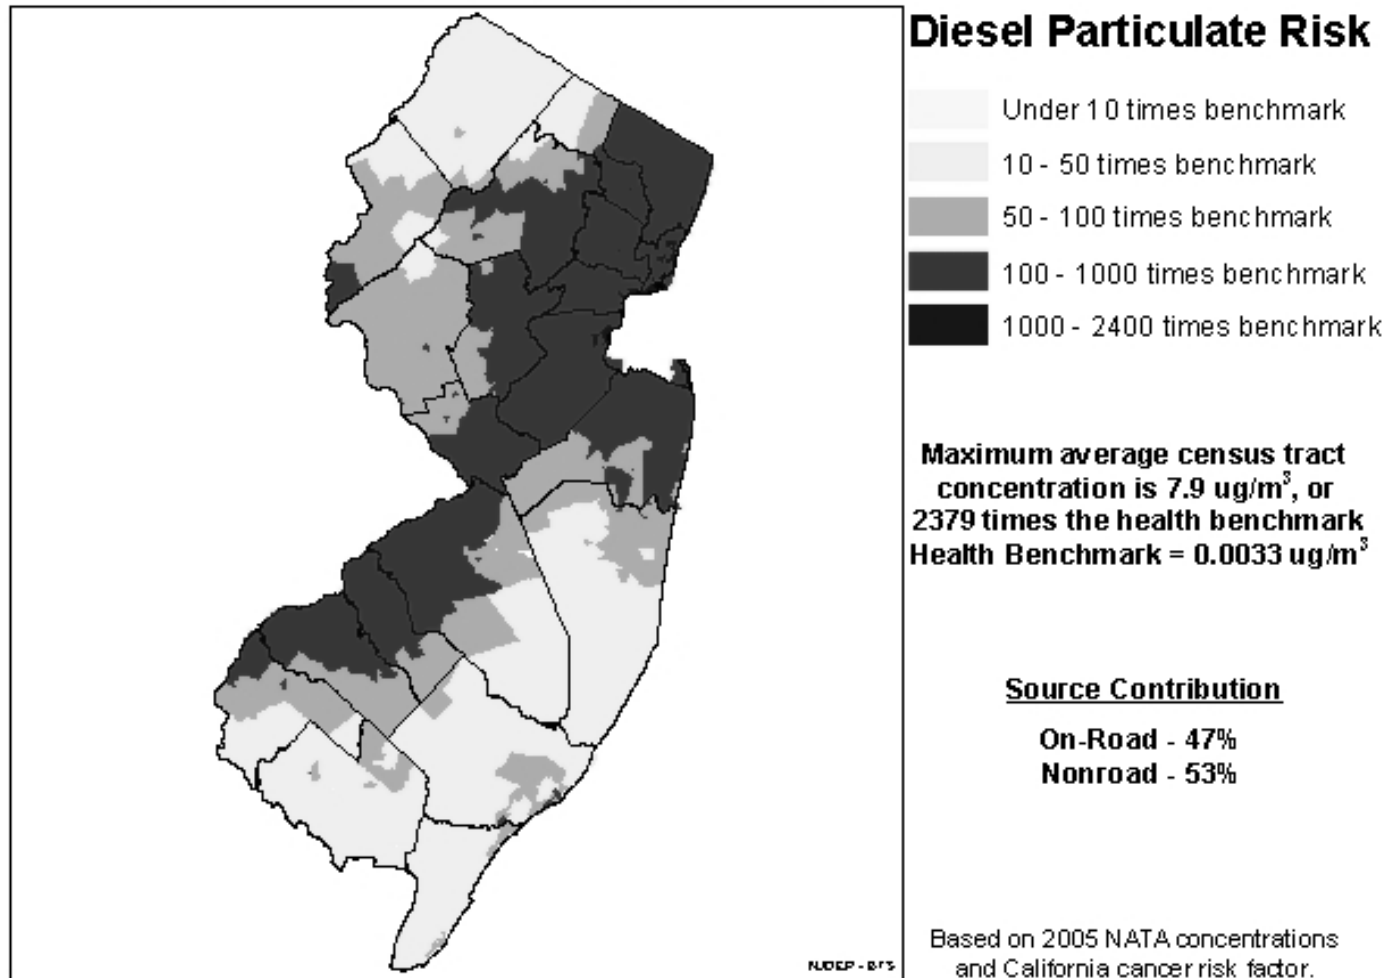 Diesel Particulate Risk
Under 10 times benchmark
10 - 50 times benchmark
50 - 100 times benchmark
100 - 1000 times benchmark
1000 - 2400 times benchmark
Maximum average census tract
concentration is 7.9 ug/m³, or
2379 times the health benchmark
Health Benchmark = 0.0033 ug/m³
Source Contribution
On-Road - 47%
Nonroad - 53%
Based on 2005 NATA concentrations
and California cancer risk factor.
NJDEP -